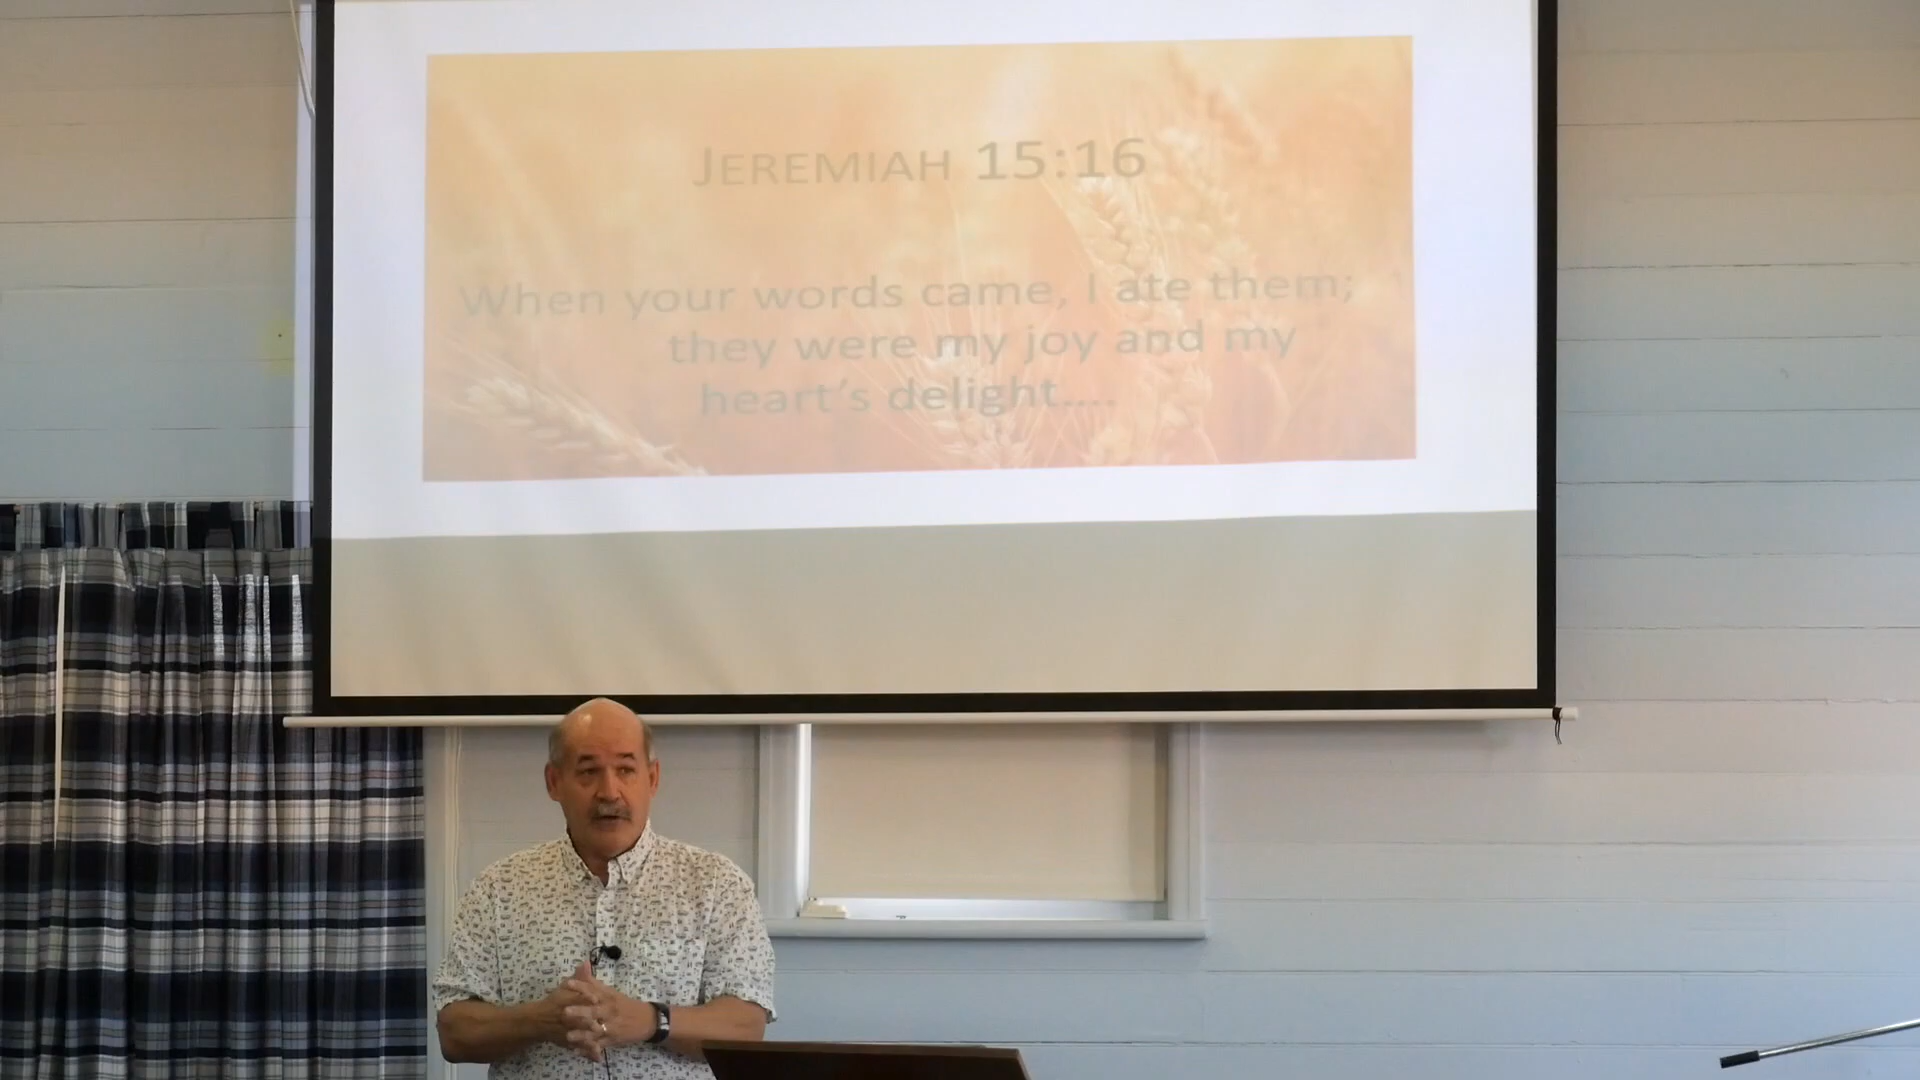 JEREMIAH 15:16
When your words came, I ate them;
they were my joy and my
heart's delight....